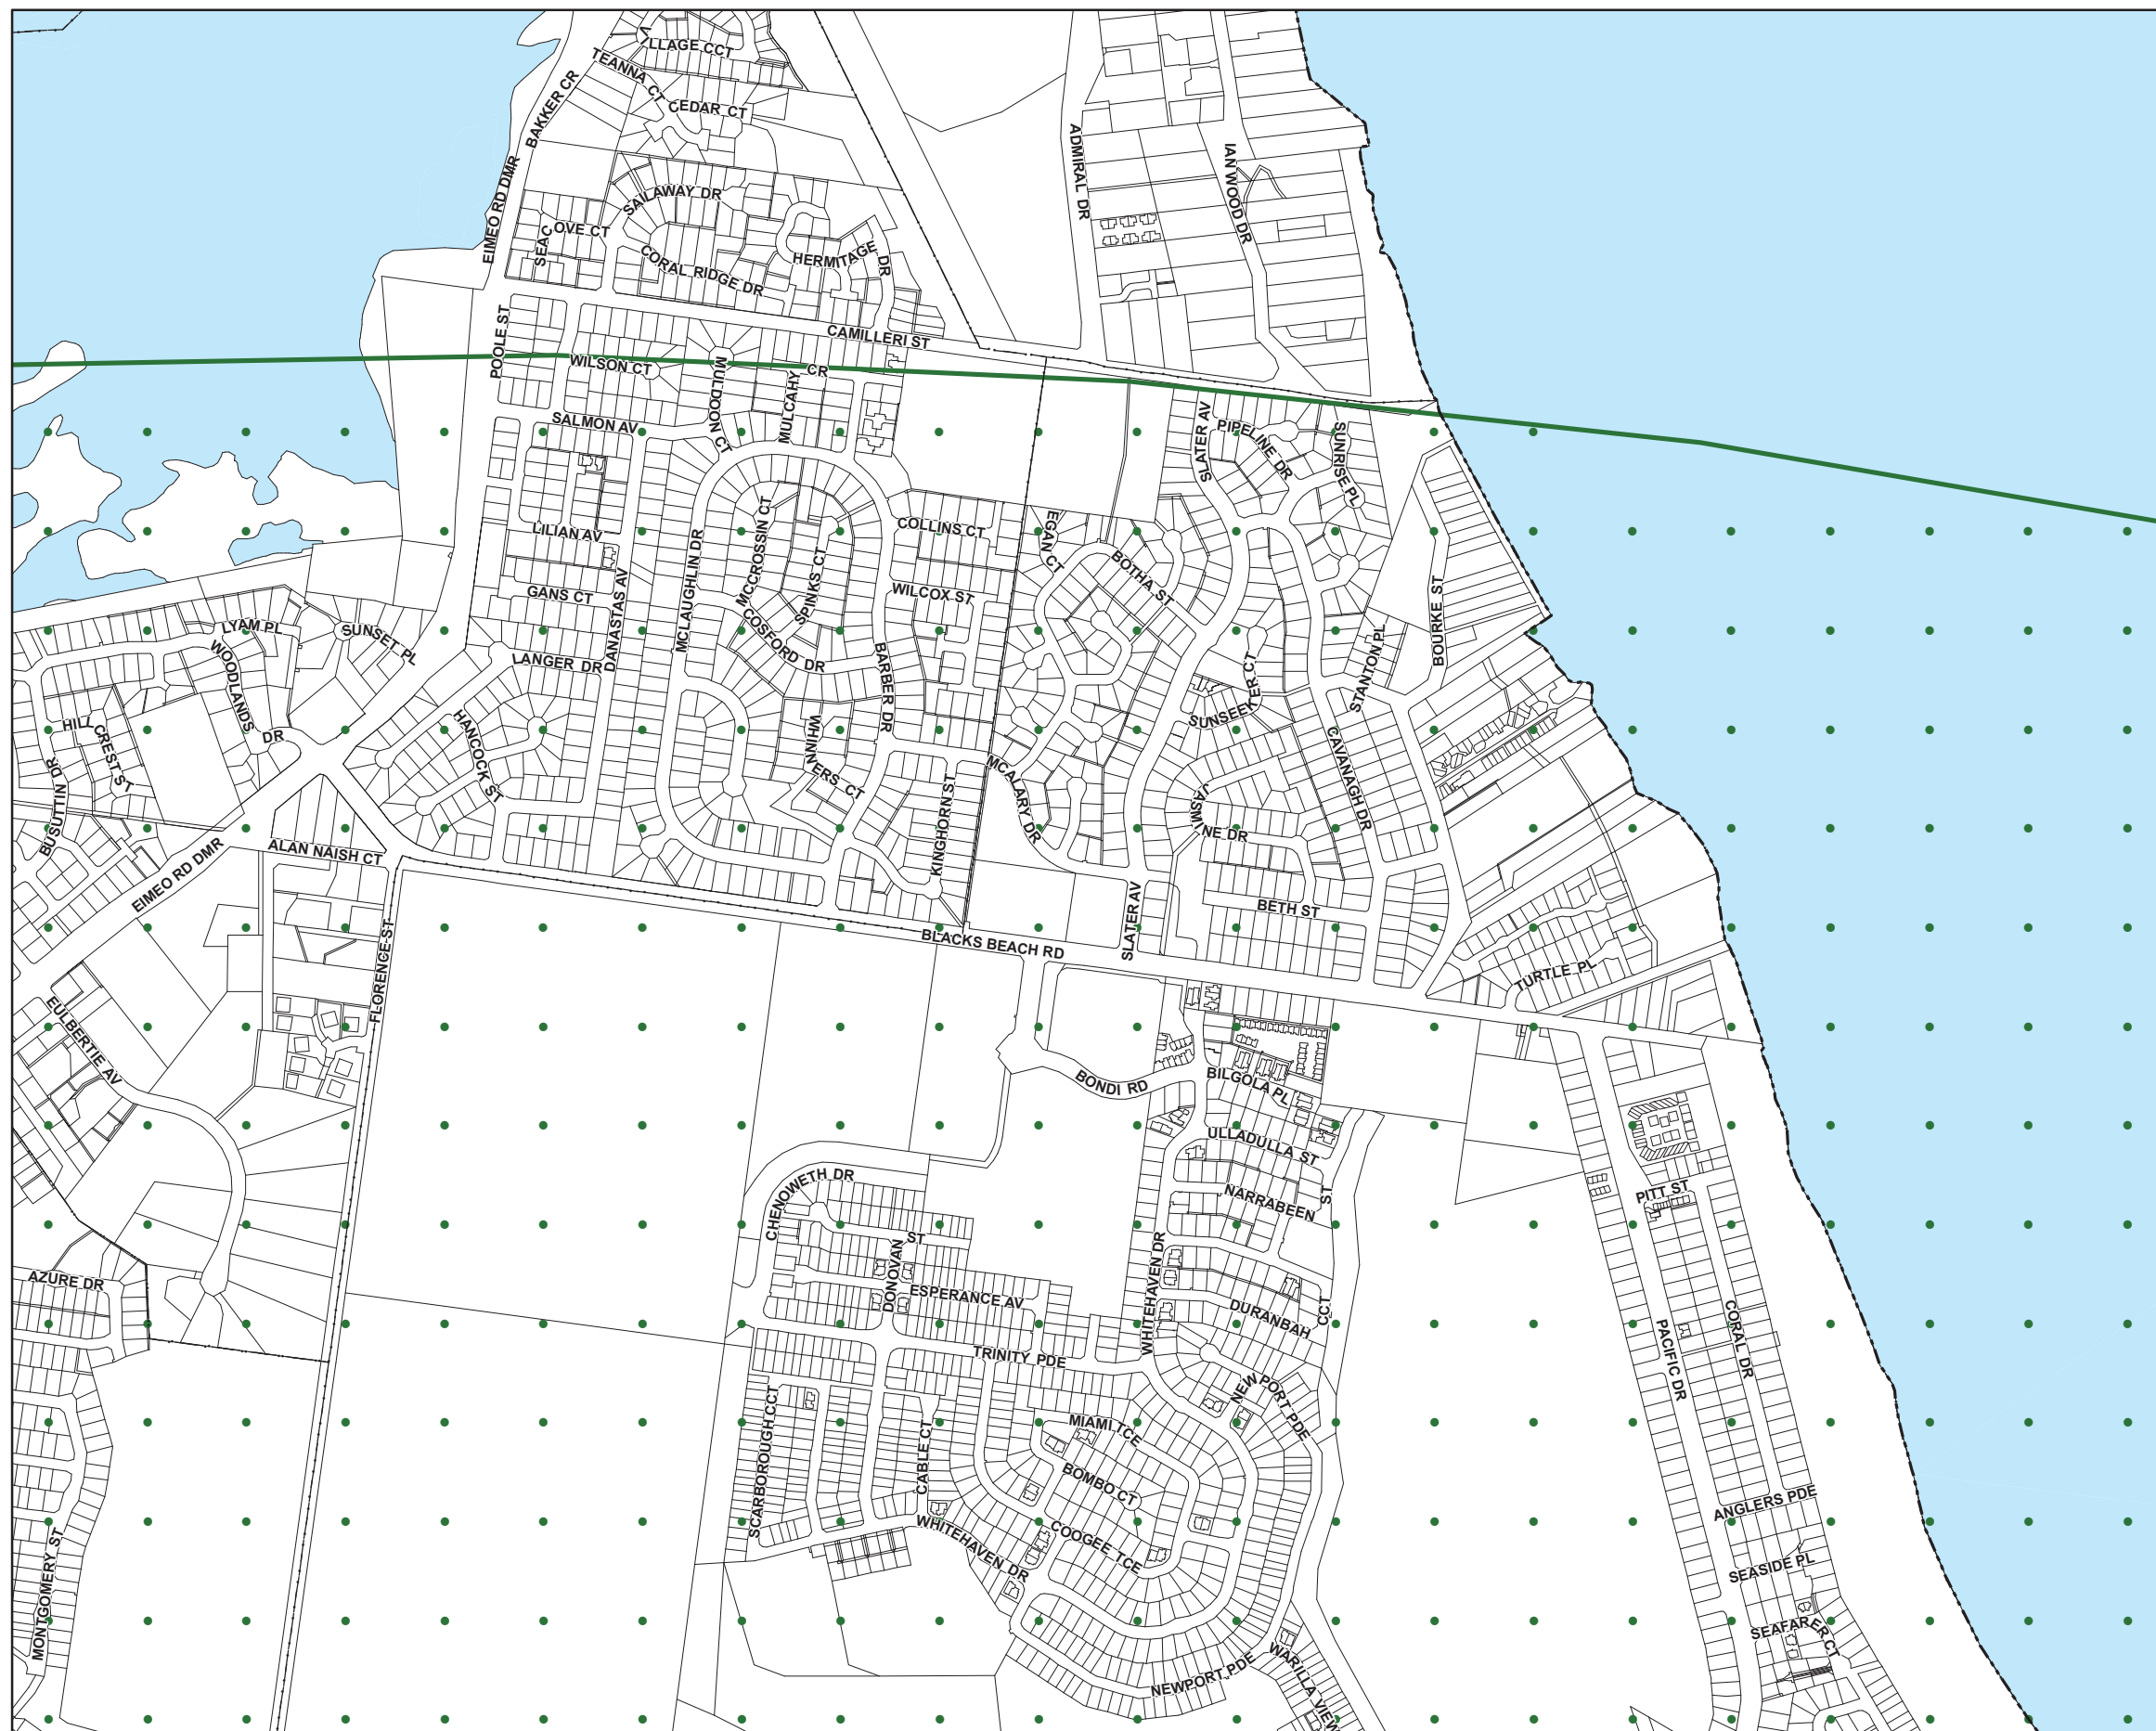 VILLAGE CCT
TEANNA CT
CEDAR CT
BAKKER CR
EIMEO RD DMR
ADMIRAL DR
IAN WOOD DR
SAILAWAY DR
SEACOVE CT
CORAL RIDGE DR
HERMITAGE DR
CAMILLERI ST
POOLE ST
WILSON CT
MULDOON CT
MULCAHY CR
SALMON AV
SLATER AV
PIPELINE DR
SUNRISE PL
LILIAN AV
MCLAUGHLIN DR
MCCROSSIN CT
SPINKS CT
COLLINS CT
EGAN CT
BOTHA ST
GANS CT
DANASTAS AV
COSFORD DR
WILCOX ST
BOURKE ST
LYAM PL
SUNSET PL
WOODLANDS DR
LANGER DR
BARBER DR
STANTON PL
SUNSEEKER CT
HILLCREST ST
BUSUTTIN DR
HANCOCK ST
WHINNERS CT
MCALARY DR
CAVANAGH DR
JASMINE DR
KINGHORN ST
ALAN NAISH CT
EIMEO RD DMR
BETH ST
SLATER AV
BLACKS BEACH RD
FLORENCE ST
TURTLE PL
EULBERTIE AV
BONDI RD
BILGOLA PL
ULLADULLA ST
NARRABEEN ST
PITT ST
CHENOWETH DR
DONOVAN ST
WHITEHAVEN DR
AZURE DR
ESPERANCE AV
DURANBAH CCT
TRINITY PDE
PACIFIC DR
CORAL DR
NEWPORT PDE
SCARBOROUGH CCT
CABLE CT
MIAMI TCE
BOMBO CT
ANGLERS PDE
WHITEHAVEN DR
COOGEE TCE
SEASIDE PL
MONTGOMERY ST
SEAFARER CT
NEWPORT PDE
WARILLA VIEW